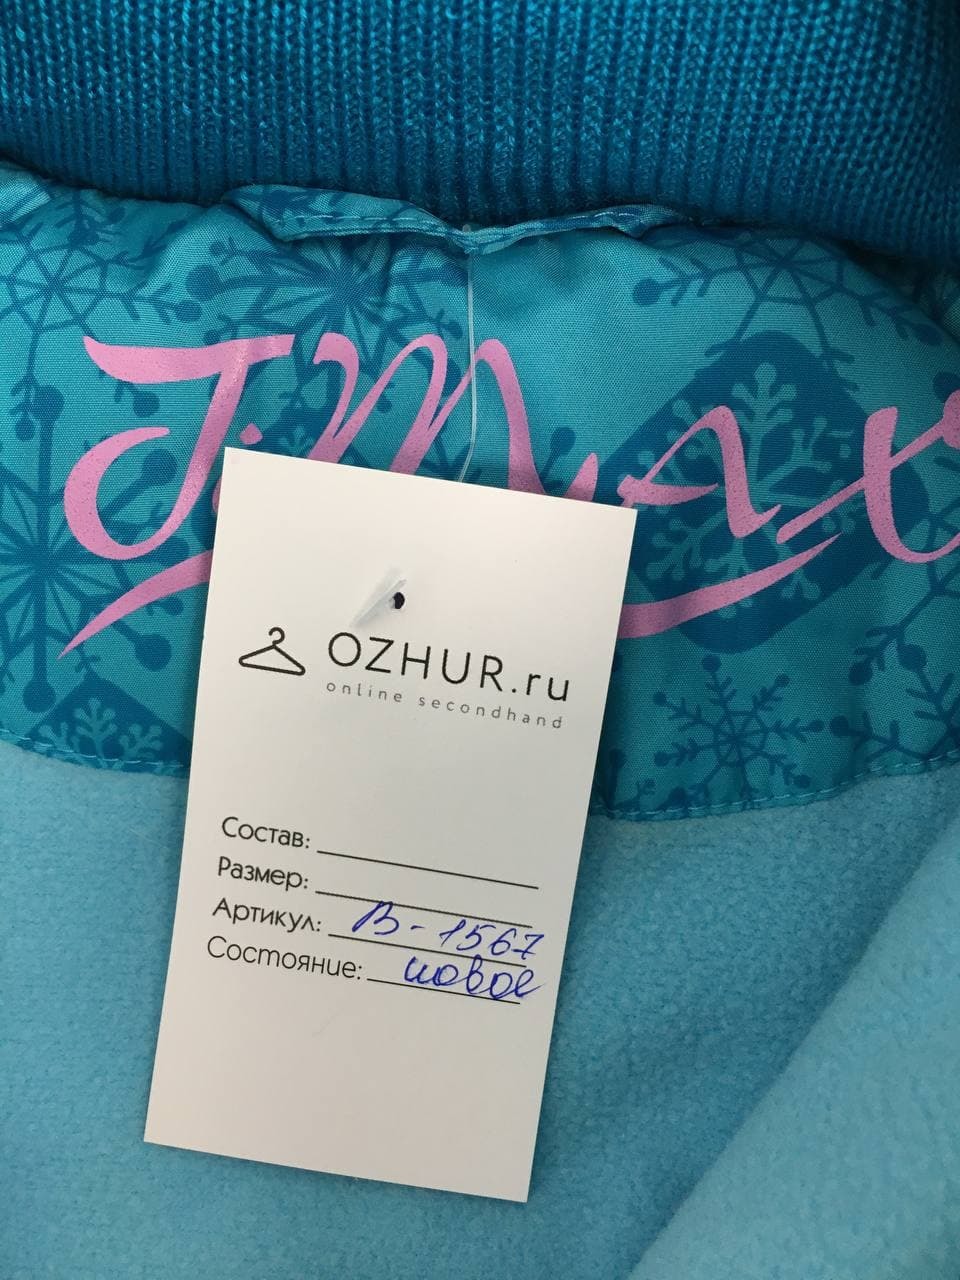 OZHUR.ru
online secondhand
Состав:
Размер:
Артикул: В-1567
Состояние: новое